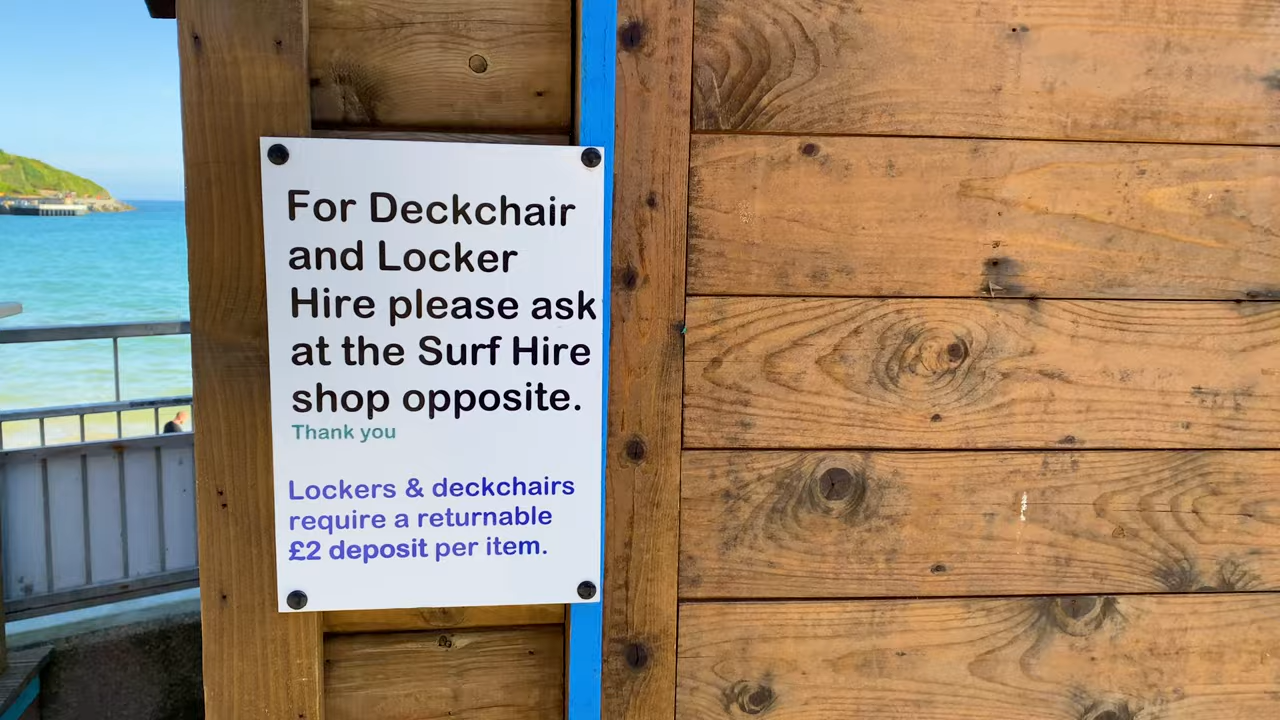 For Deckchair
and Locker
Hire please ask
at the Surf Hire
shop opposite.
Thank you
Lockers & deckchairs
require a returnable
£2 deposit per item.